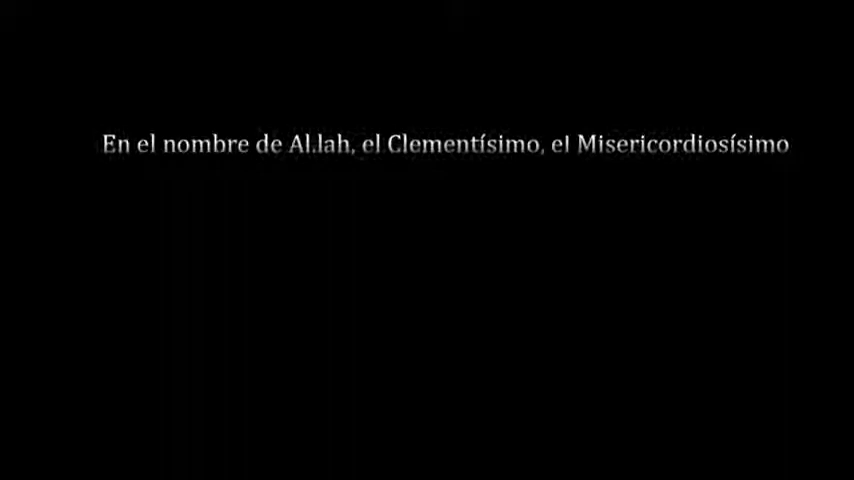 En el nombre de Al.lah, el Clementísimo, el Misericordiosísimo